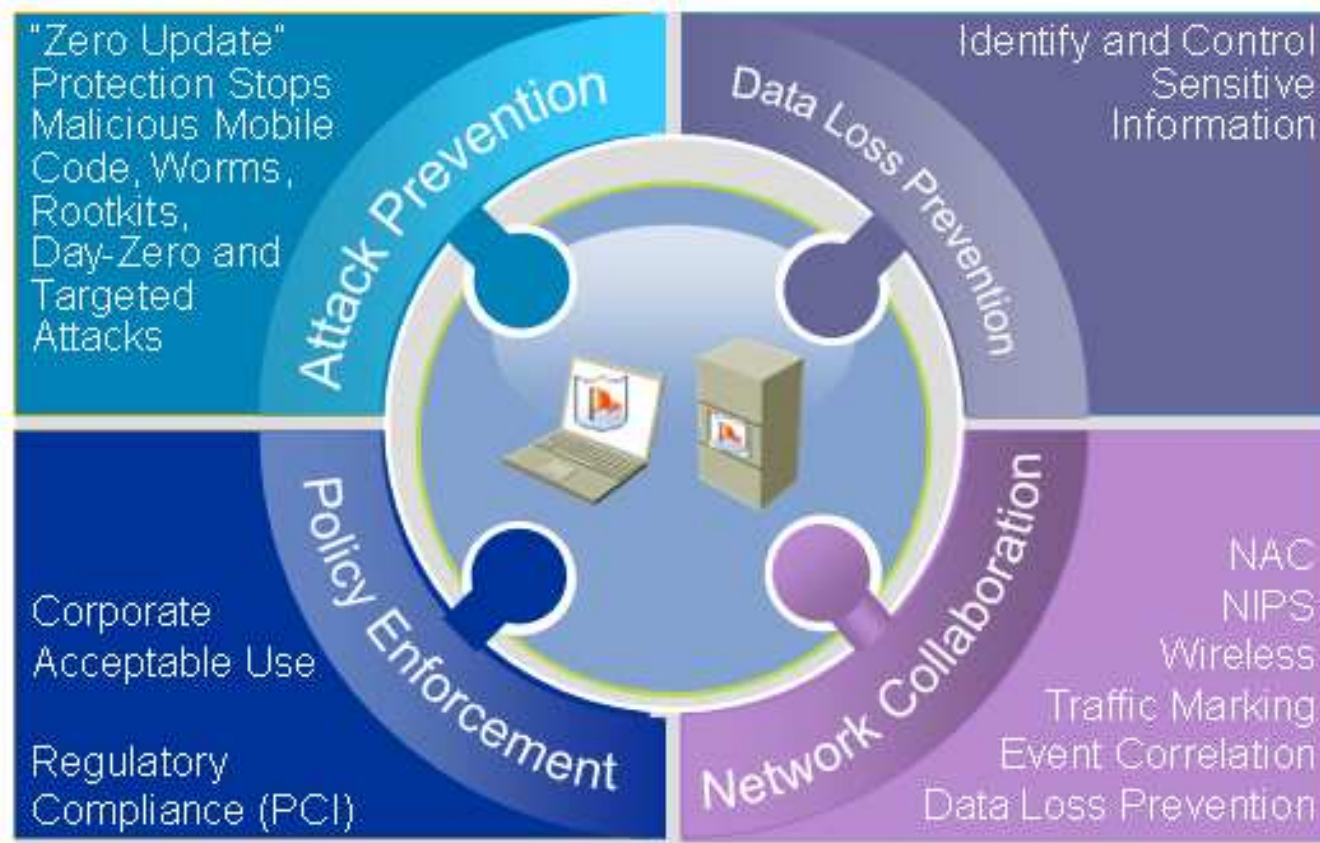 "Zero Update"
Protection Stops
Malicious Mobile
Code, Worms,
Rootkits,
Day-Zero and
Targeted
Attacks
Attack Prevention
Data Loss Prevention
Identify and Control
Sensitive
Information
Policy Enforcement
Corporate
Acceptable Use
Regulatory
Compliance (PCI)
Network Collaboration
NAC
NIPS
Wireless
Traffic Marking
Event Correlation
Data Loss Prevention